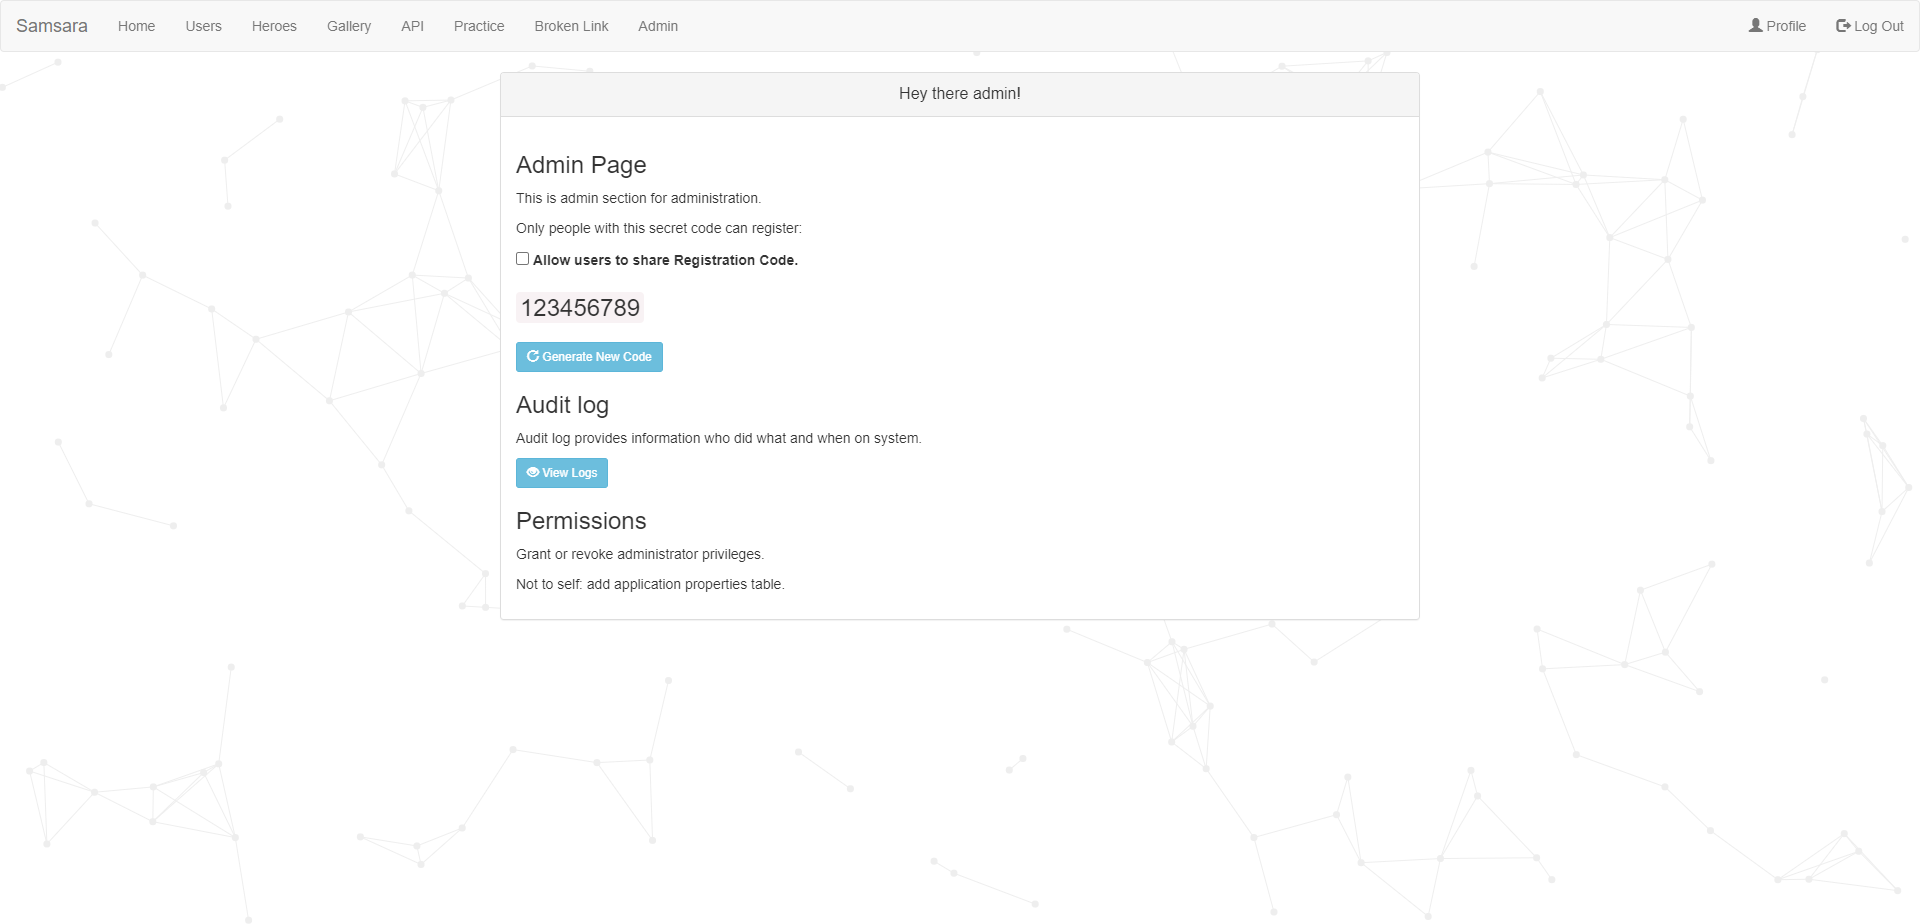 Samsara Home Users Heroes Gallery API Practice Broken Link Admin Profile Log Out
Hey there admin!
Admin Page
This is admin section for administration.
Only people with this secret code can register:
Allow users to share Registration Code.
123456789
Generate New Code
Audit log
Audit log provides information who did what and when on system.
View Logs
Permissions
Grant or revoke administrator privileges.
Not to self: add application properties table.